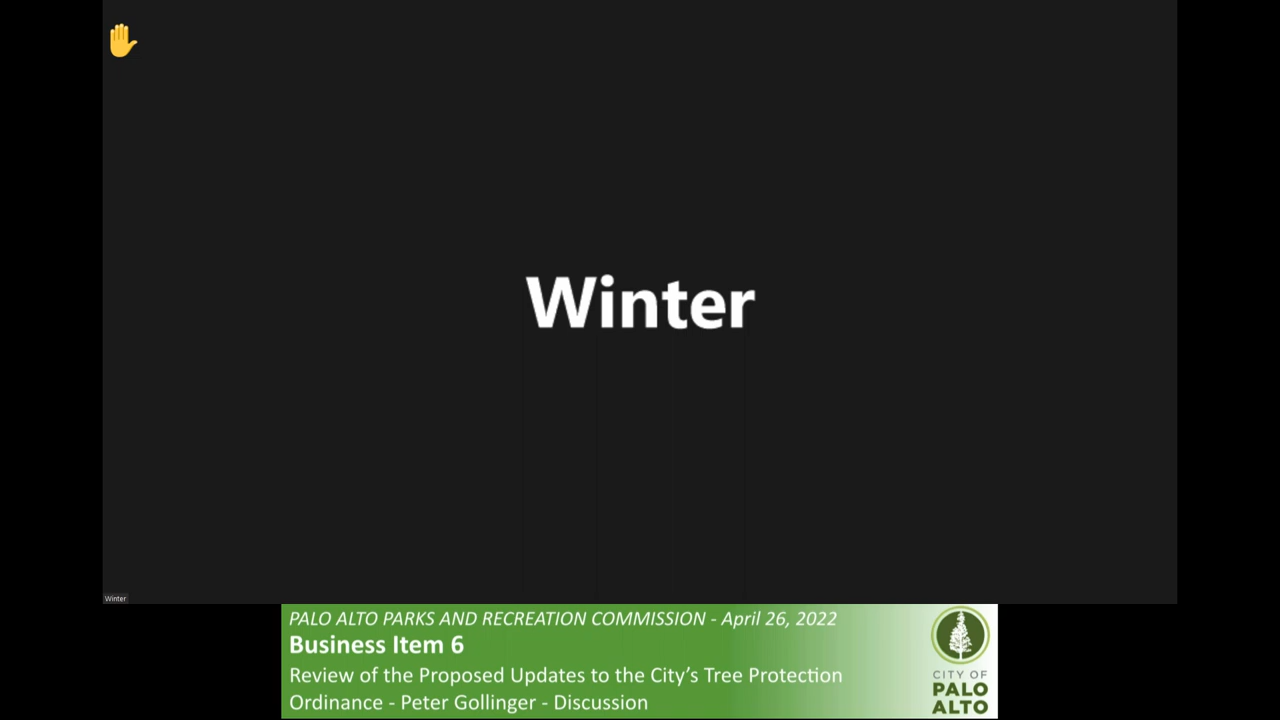 Winter
Winter
PALO ALTO PARKS AND RECREATION COMMISSION - April 26, 2022
Business Item 6
Review of the Proposed Updates to the City's Tree Protection
Ordinance - Peter Gollinger - Discussion
CITY OF
PALO
ALTO